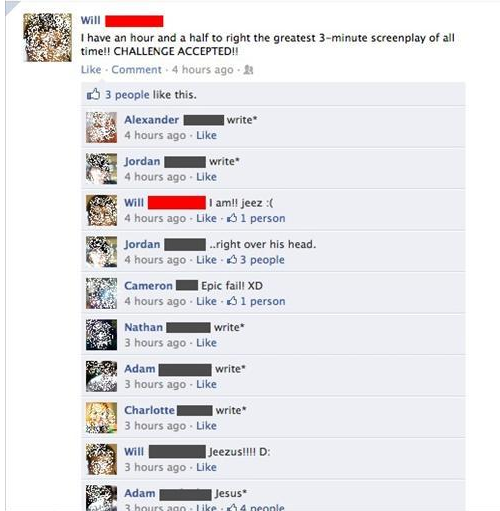 Will
I have an hour and a half to right the greatest 3-minute screenplay of all
time!! CHALLENGE ACCEPTED!!
Like · Comment · 4 hours ago ·
3 people like this.
Alexander write*
4 hours ago · Like
Jordan write*
4 hours ago · Like
Will I am!! jeez :(
4 hours ago · Like · 1 person
Jordan ..right over his head.
4 hours ago · Like · 3 people
Cameron Epic fail! XD
4 hours ago · Like · 1 person
Nathan write*
3 hours ago · Like
Adam write*
3 hours ago · Like
Charlotte write*
3 hours ago · Like
Will Jeezus!!!! D:
3 hours ago · Like
Adam Jesus*
3 hours ago · Like · 4 people